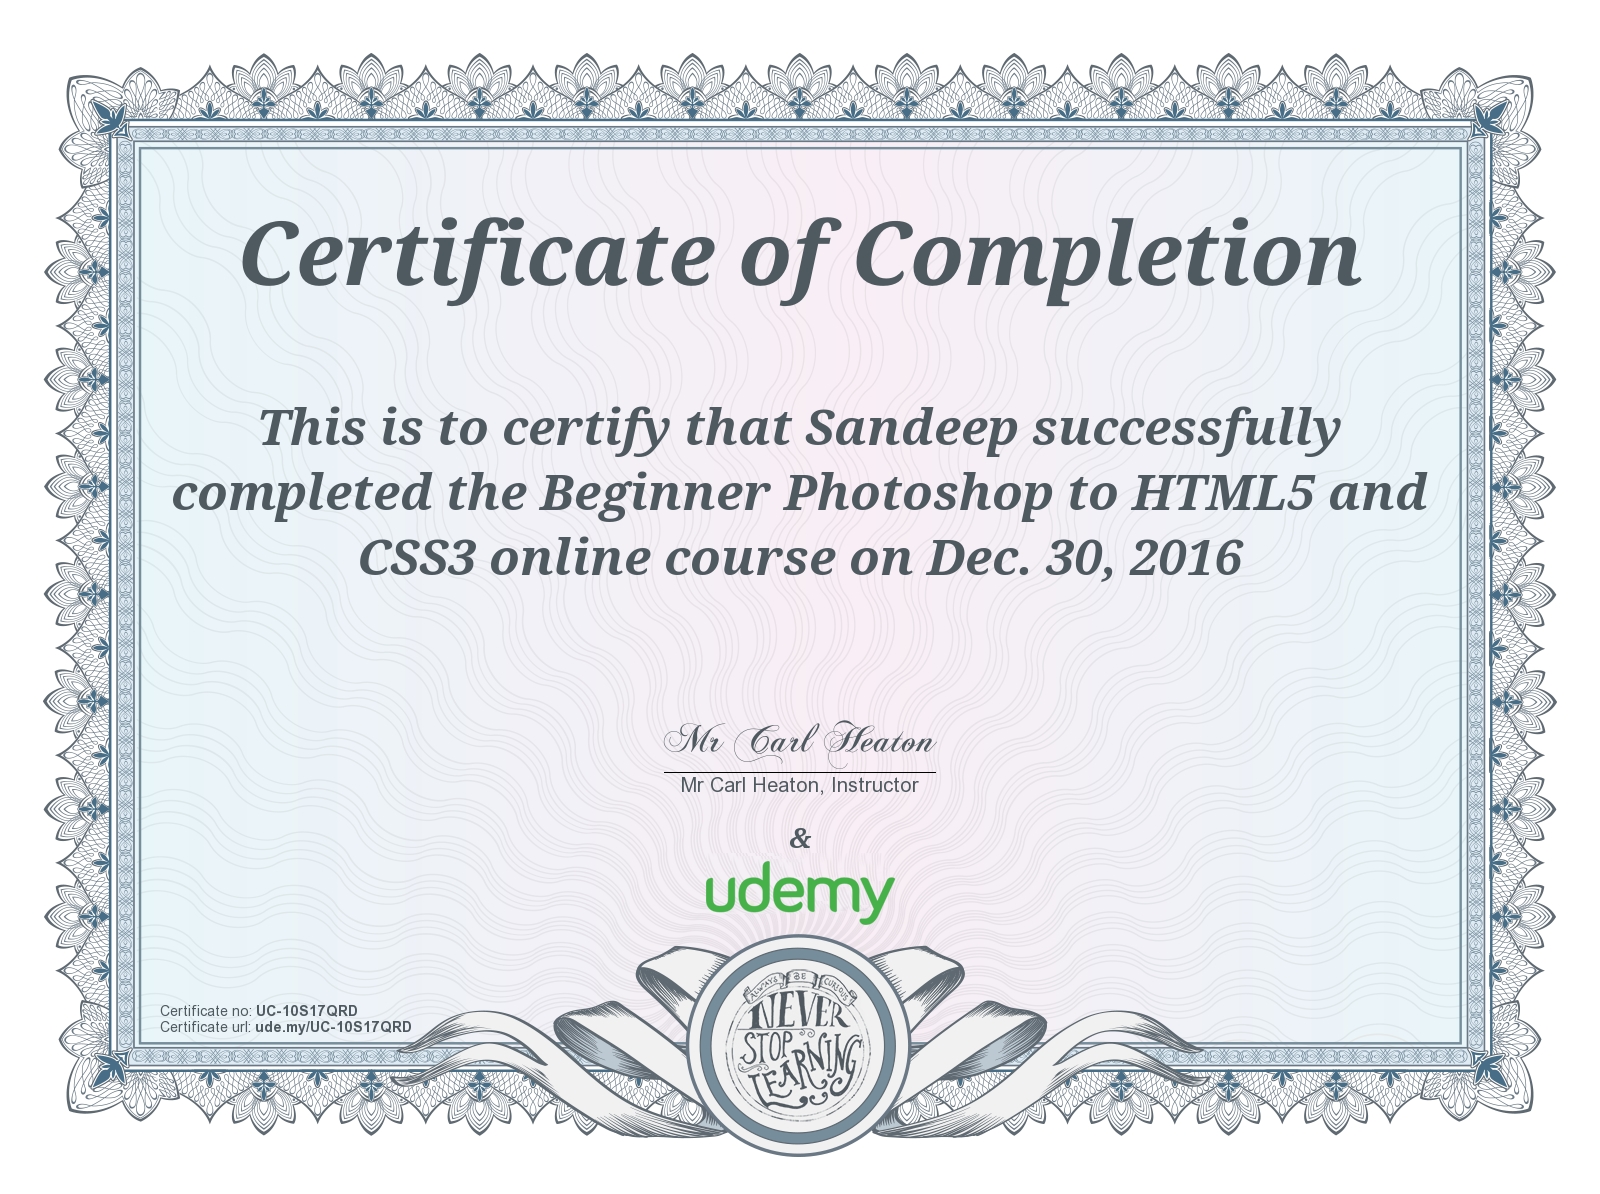 Certificate of Completion
This is to certify that Sandeep successfully
completed the Beginner Photoshop to HTML5 and
CSS3 online course on Dec. 30, 2016
Mr Carl Heaton
Mr Carl Heaton, Instructor
&
udemy
Certificate no: UC-10S17QRD
Certificate url: ude.my/UC-10S17QRD
ALWAYS BE CURIOUS
NEVER
STOP
LEARNING